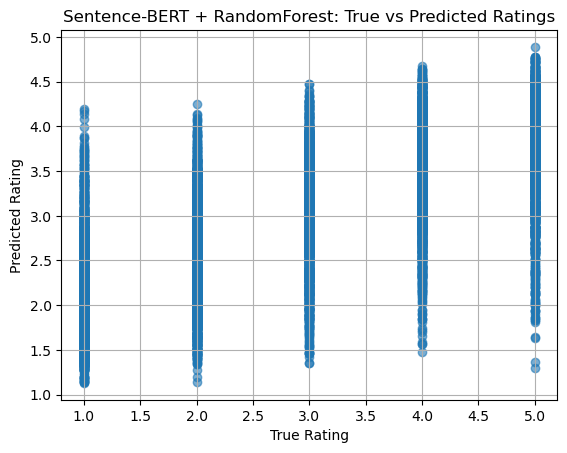 Sentence-BERT + RandomForest: True vs Predicted Ratings
Predicted Rating
5.0
4.5
4.0
3.5
3.0
2.5
2.0
1.5
1.0
1.0 1.5 2.0 2.5 3.0 3.5 4.0 4.5 5.0
True Rating